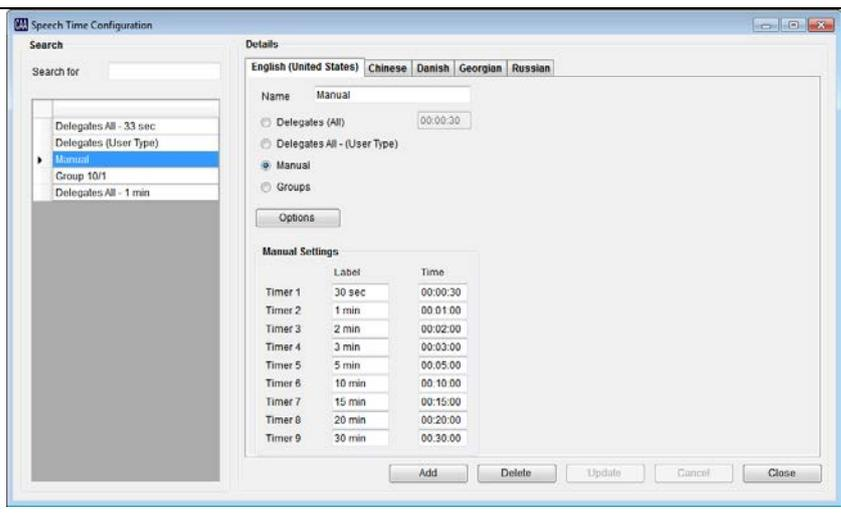 CAA Speech Time Configuration
Search
Search for
Delegates All - 33 sec
Delegates (User Type)
Manual
Group 10/1
Delegates All - 1 min
Details
English (United States) Chinese Danish Georgian Russian
Name Manual
Delegates (All) 00:00:30
Delegates All - (User Type)
Manual
Groups
Options
Manual Settings
Label Time
Timer 1 30 sec 00:00:30
Timer 2 1 min 00:01:00
Timer 3 2 min 00:02:00
Timer 4 3 min 00:03:00
Timer 5 5 min 00:05:00
Timer 6 10 min 00:10:00
Timer 7 15 min 00:15:00
Timer 8 20 min 00:20:00
Timer 9 30 min 00:30:00
Add Delete Update Cancel Close